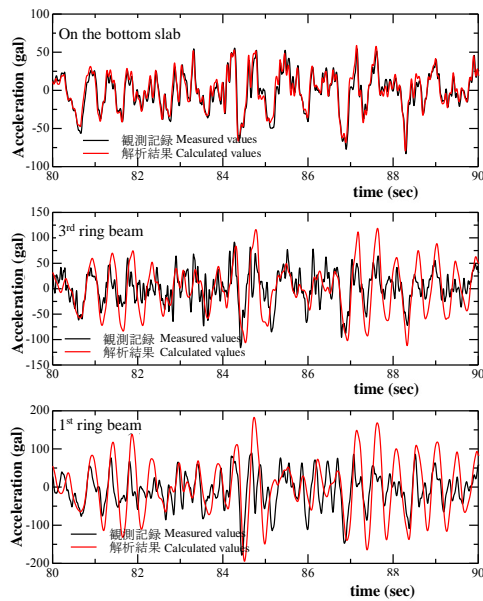 100
On the bottom slab
50
0
-50
-100
Acceleration (gal)
観測記録 Measured values
解析結果 Calculated values
80 82 84 86 88 90
time (sec)
150
3rd ring beam
100
50
0
-50
-100
-150
Acceleration (gal)
観測記録 Measured values
解析結果 Calculated values
80 82 84 86 88 90
time (sec)
200
1st ring beam
100
0
-100
-200
Acceleration (gal)
観測記録 Measured values
解析結果 Calculated values
80 82 84 86 88 90
time (sec)